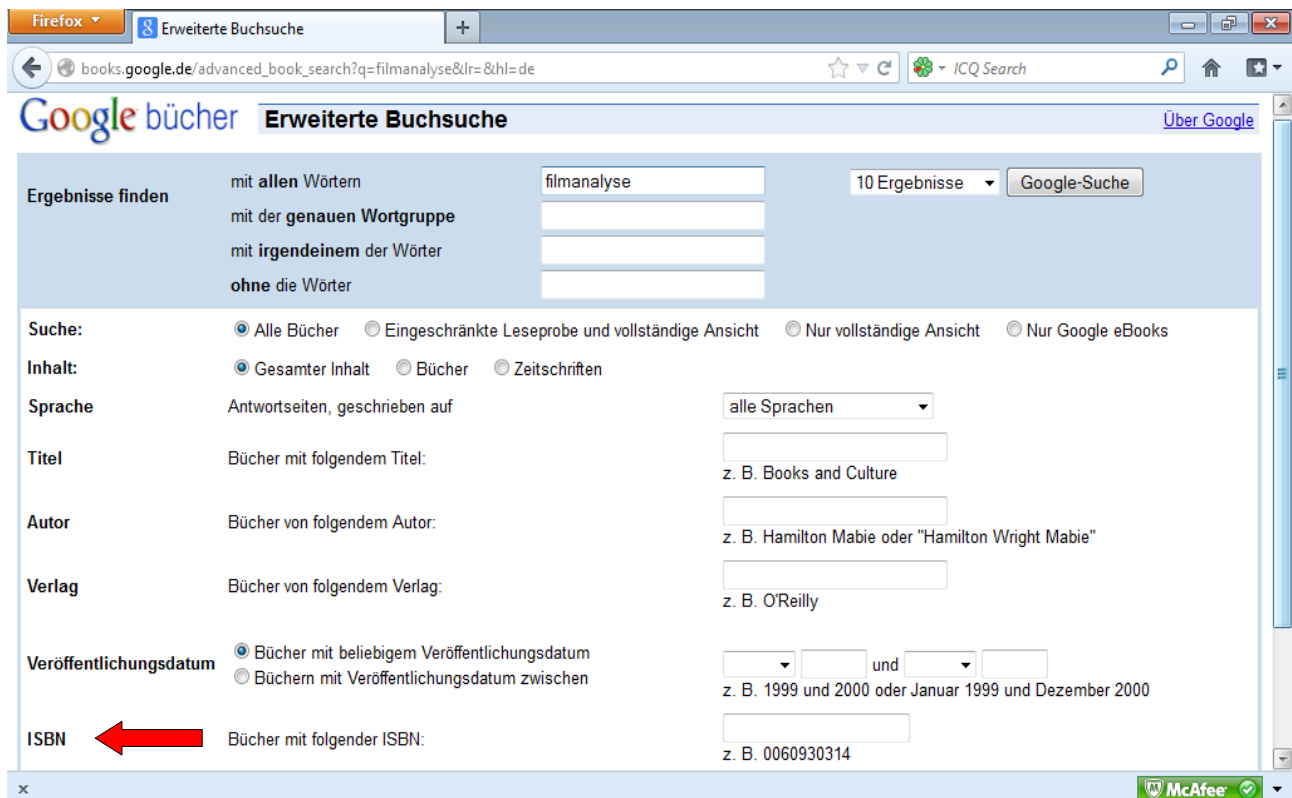 Firefox
8 Erweiterte Buchsuche +
books.google.de/advanced_book_search?q=filmanalyse&lr=&hl=de
ICQ Search
Google bücher Erweiterte Buchsuche Über Google
Ergebnisse finden mit allen Wörtern filmanalyse 10 Ergebnisse Google-Suche
mit der genauen Wortgruppe
mit irgendeinem der Wörter
ohne die Wörter
Suche: Alle Bücher Eingeschränkte Leseprobe und vollständige Ansicht Nur vollständige Ansicht Nur Google eBooks
Inhalt: Gesamter Inhalt Bücher Zeitschriften
Sprache Antwortseiten, geschrieben auf alle Sprachen
Titel Bücher mit folgendem Titel:
z. B. Books and Culture
Autor Bücher von folgendem Autor:
z. B. Hamilton Mabie oder "Hamilton Wright Mabie"
Verlag Bücher von folgendem Verlag:
z. B. O'Reilly
Veröffentlichungsdatum Bücher mit beliebigem Veröffentlichungsdatum
Büchern mit Veröffentlichungsdatum zwischen und
z. B. 1999 und 2000 oder Januar 1999 und Dezember 2000
ISBN Bücher mit folgender ISBN:
z. B. 0060930314
x McAfee